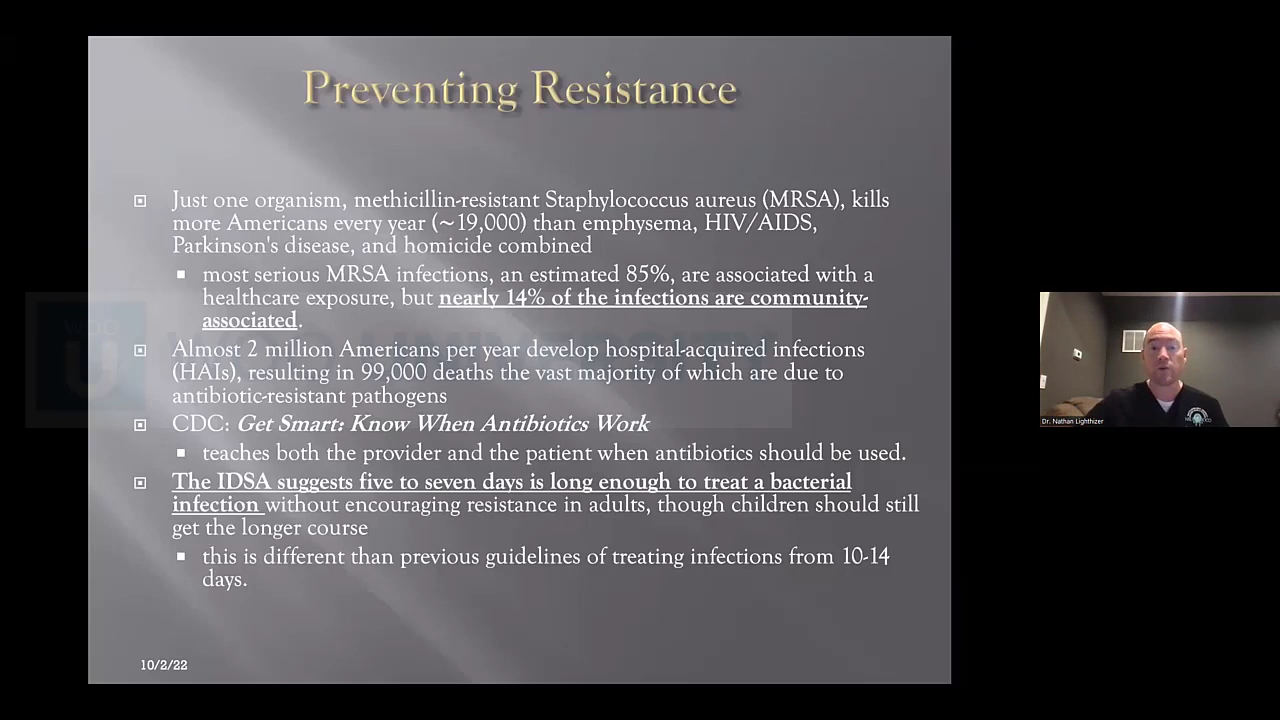 Preventing Resistance
Just one organism, methicillin-resistant Staphylococcus aureus (MRSA), kills
more Americans every year (~19,000) than emphysema, HIV/AIDS,
Parkinson's disease, and homicide combined
most serious MRSA infections, an estimated 85%, are associated with a
healthcare exposure, but nearly 14% of the infections are community-
associated.
Almost 2 million Americans per year develop hospital-acquired infections
(HAIs), resulting in 99,000 deaths the vast majority of which are due to
antibiotic-resistant pathogens
CDC: Get Smart: Know When Antibiotics Work
teaches both the provider and the patient when antibiotics should be used.
The IDSA suggests five to seven days is long enough to treat a bacterial
infection without encouraging resistance in adults, though children should still
get the longer course
this is different than previous guidelines of treating infections from 10-14
days.
10/2/22
Dr. Nathan Lighthizer